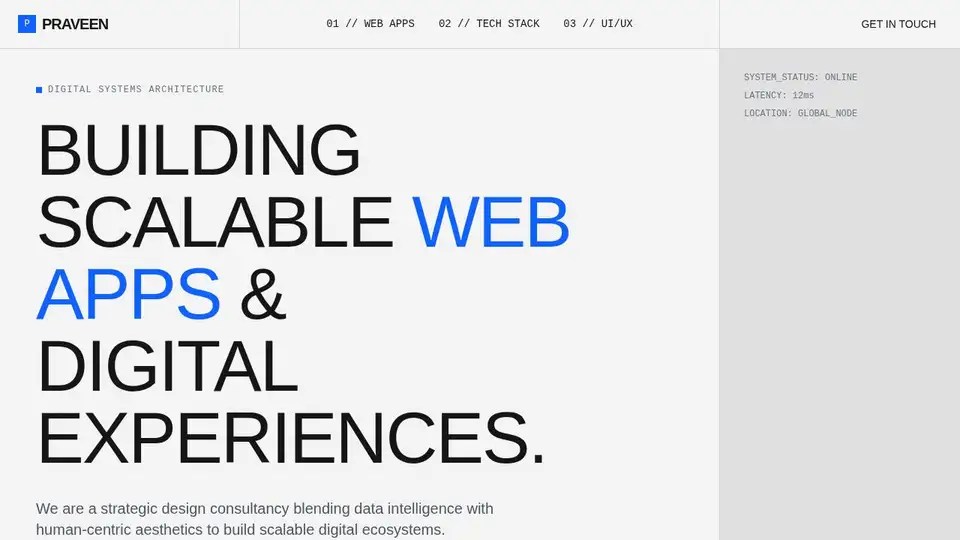 P PRAVEEN
01 // WEB APPS 02 // TECH STACK 03 // UI/UX
GET IN TOUCH
DIGITAL SYSTEMS ARCHITECTURE
BUILDING
SCALABLE WEB
APPS &
DIGITAL
EXPERIENCES.
We are a strategic design consultancy blending data intelligence with
human-centric aesthetics to build scalable digital ecosystems.
SYSTEM_STATUS: ONLINE
LATENCY: 12ms
LOCATION: GLOBAL_NODE